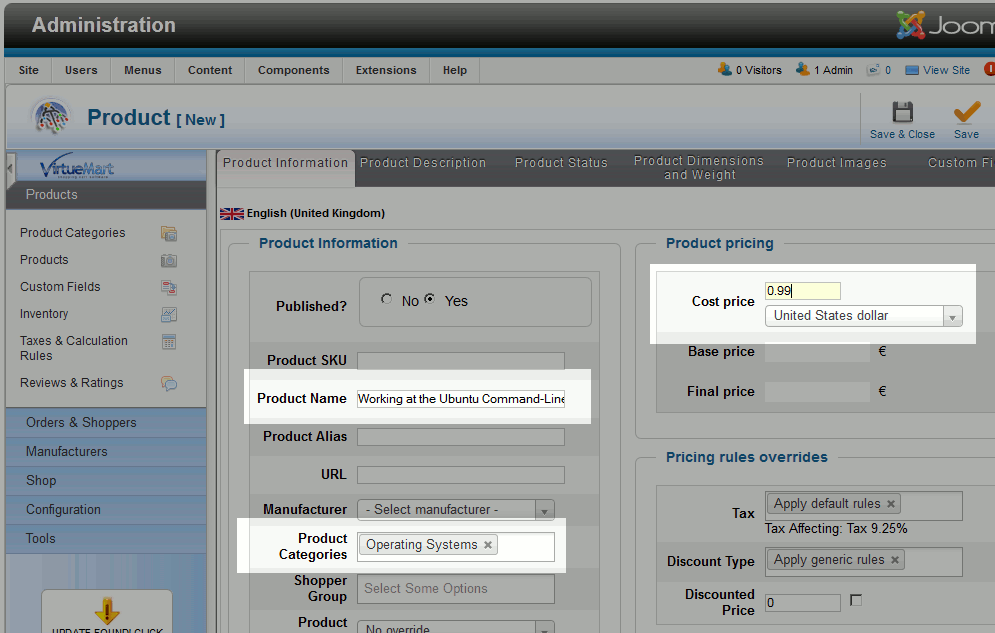 Administration
Joom
Site Users Menus Content Components Extensions Help
0 Visitors 1 Admin 0 View Site
Product [ New ]
Save & Close Save
VirtueMart
Products
Product Categories
Products
Custom Fields
Inventory
Taxes & Calculation
Rules
Reviews & Ratings
Orders & Shoppers
Manufacturers
Shop
Configuration
Tools
UPDATE FOUND! CLICK
Product Information Product Description Product Status Product Dimensions
and Weight Product Images Custom Fi
English (United Kingdom)
Product Information
Published? No Yes
Product SKU
Product Name Working at the Ubuntu Command-Line
Product Alias
URL
Manufacturer - Select manufacturer -
Product
Categories Operating Systems ×
Shopper
Group Select Some Options
Product
No override
Product pricing
Cost price 0.99
United States dollar
Base price €
Final price €
Pricing rules overrides
Tax Apply default rules ×
Tax Affecting: Tax 9.25%
Discount Type Apply generic rules ×
Discounted
Price 0